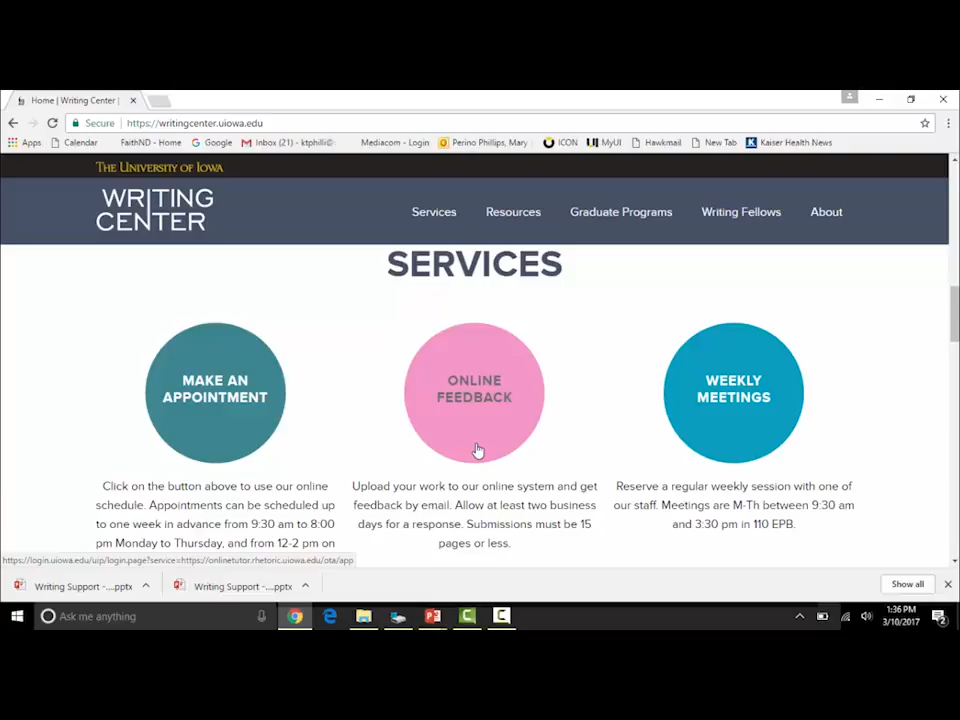 Home | Writing Center |
Secure https://writingcenter.uiowa.edu
Apps Calendar FaithND - Home Google Inbox (21) - ktphilli@ Mediacom - Login Perino Phillips, Mary ICON MyUI Hawkmail New Tab Kaiser Health News
THE UNIVERSITY OF IOWA
WRITING
CENTER
Services Resources Graduate Programs Writing Fellows About
SERVICES
MAKE AN
APPOINTMENT
ONLINE
FEEDBACK
WEEKLY
MEETINGS
Click on the button above to use our online
schedule. Appointments can be scheduled up
to one week in advance from 9:30 am to 8:00
pm Monday to Thursday, and from 12-2 pm on
Upload your work to our online system and get
feedback by email. Allow at least two business
days for a response. Submissions must be 15
pages or less.
Reserve a regular weekly session with one of
our staff. Meetings are M-Th between 9:30 am
and 3:30 pm in 110 EPB.
https://login.uiowa.edu/uip/login.page?service=https://onlinetutor.rhetoric.uiowa.edu/ota/app
Writing Support -....pptx Writing Support -....pptx Show all
Ask me anything
1:36 PM
3/10/2017
2